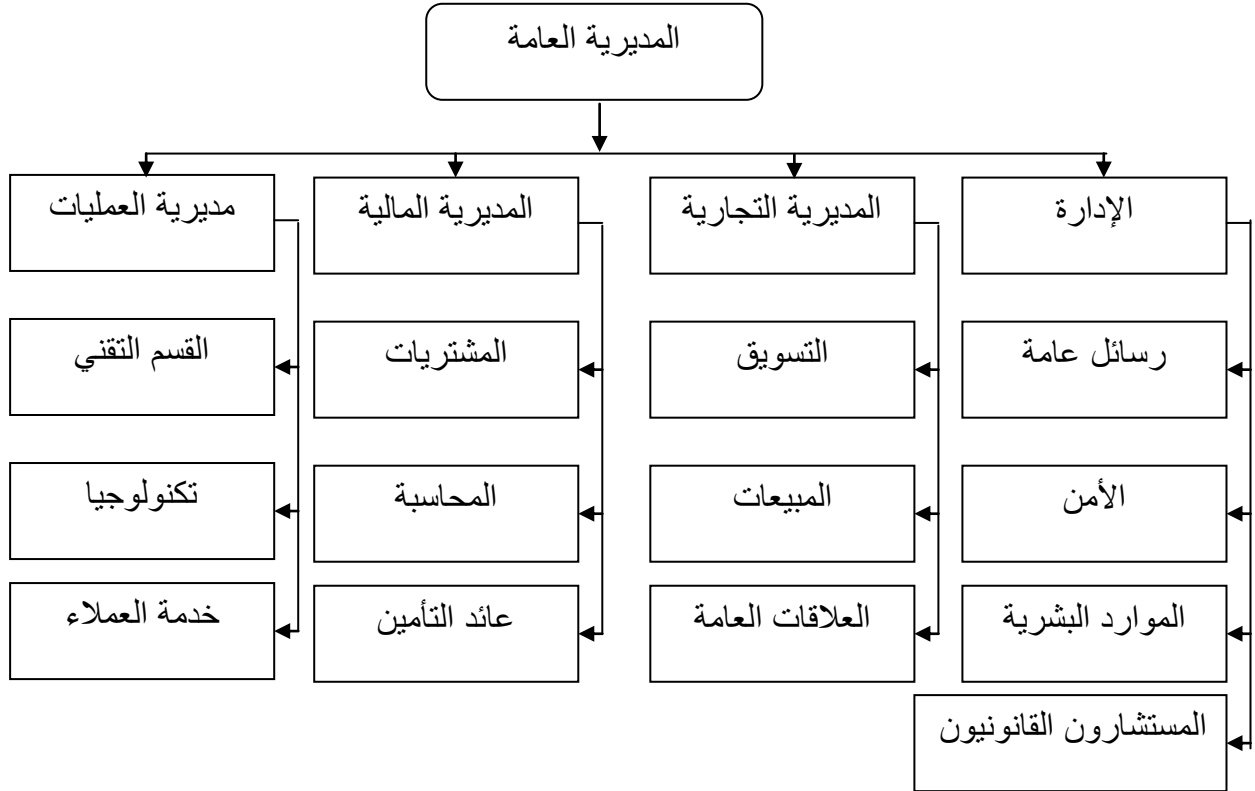 المديرية العامة
الإدارة
المديرية التجارية
المديرية المالية
مديرية العمليات
رسائل عامة
التسويق
المشتريات
القسم التقني
الأمن
المبيعات
المحاسبة
تكنولوجيا
الموارد البشرية
العلاقات العامة
عائد التأمين
خدمة العملاء
المستشارون القانونيون